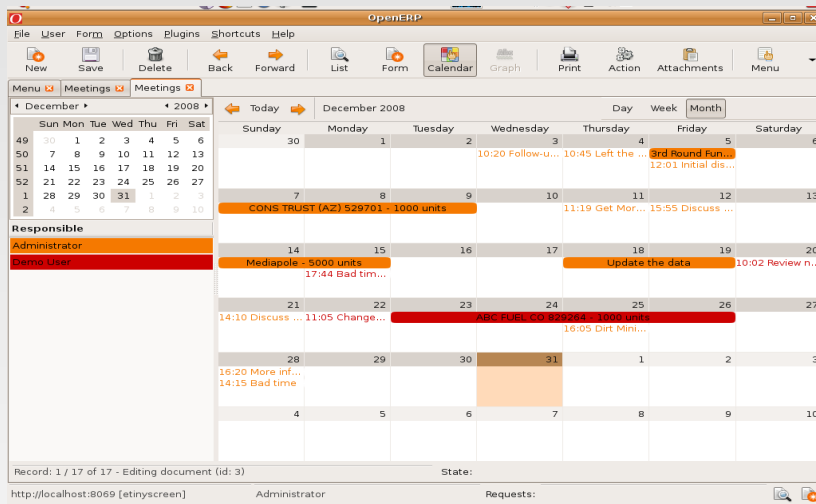 OpenERP
File User Form Options Plugins Shortcuts Help
New Save Delete Back Forward List Form Calendar Graph Print Action Attachments Menu
Menu Meetings Meetings
December 2008
Today December 2008 Day Week Month
Sun Mon Tue Wed Thu Fri Sat
49 30 1 2 3 4 5 6
50 7 8 9 10 11 12 13
51 14 15 16 17 18 19 20
52 21 22 23 24 25 26 27
1 28 29 30 31 1 2 3
2 4 5 6 7 8 9 10
Responsible
Administrator
Demo User
Sunday Monday Tuesday Wednesday Thursday Friday Saturday
30 1 2 3 4 5 6
10:20 Follow-u... 10:45 Left the ... 3rd Round Fun...
12:01 Initial dis...
7 8 9 10 11 12 13
CONS TRUST (AZ) 529701 - 1000 units 11:19 Get Mor... 15:55 Discuss ...
14 15 16 17 18 19 20
Mediapole - 5000 units Update the data 10:02 Review n...
17:44 Bad tim...
21 22 23 24 25 26 27
14:10 Discuss ... 11:05 Change... ABC FUEL CO 829264 - 1000 units
16:05 Dirt Mini...
28 29 30 31 1 2 3
16:20 More inf...
14:15 Bad time
4 5 6 7 8 9 10
Record: 1 / 17 of 17 - Editing document (id: 3) State:
http://localhost:8069 [etinyscreen] Administrator Requests: